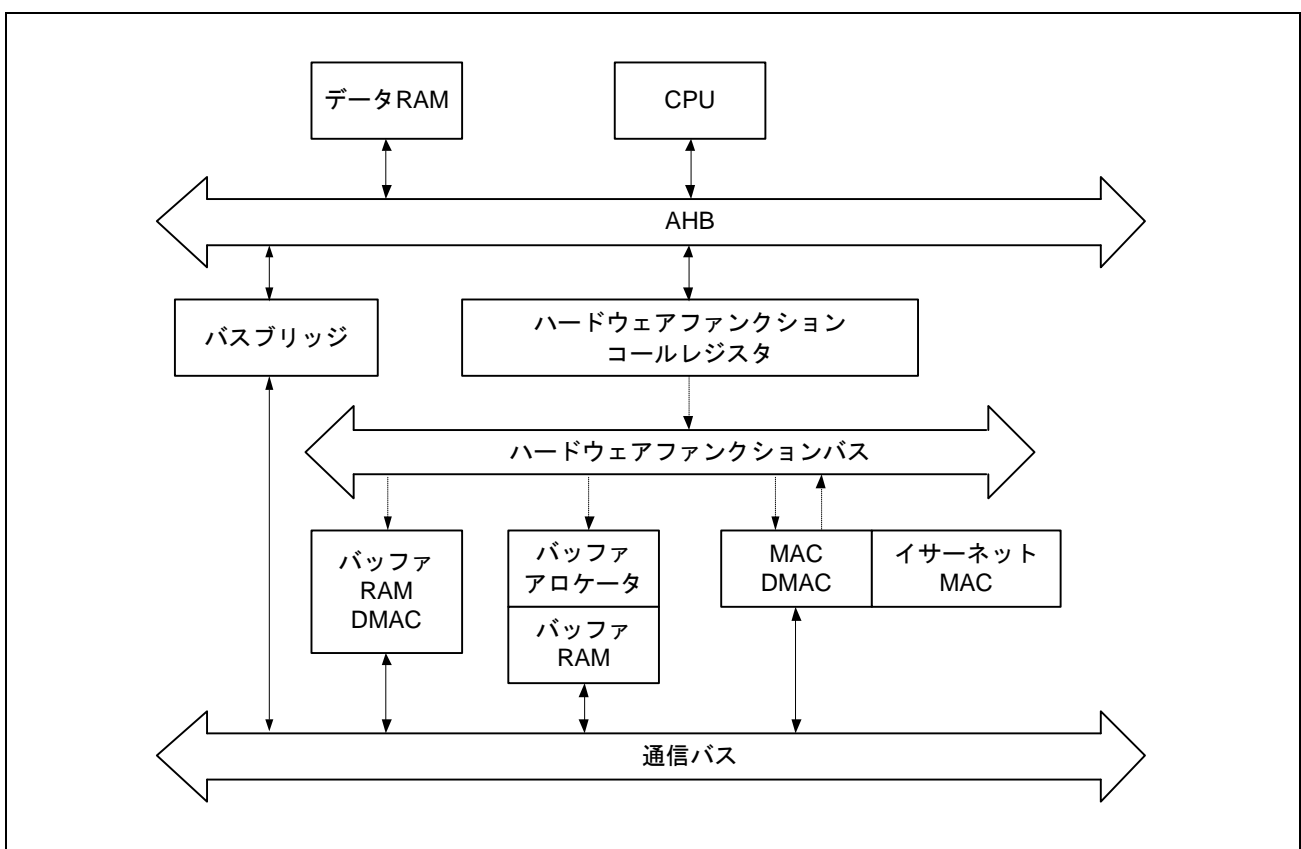 データRAM
CPU
AHB
バスブリッジ
ハードウェアファンクション
コールレジスタ
ハードウェアファンクションバス
バッファ
RAM
DMAC
バッファ
アロケータ
バッファ
RAM
MAC
DMAC
イサーネット
MAC
通信バス